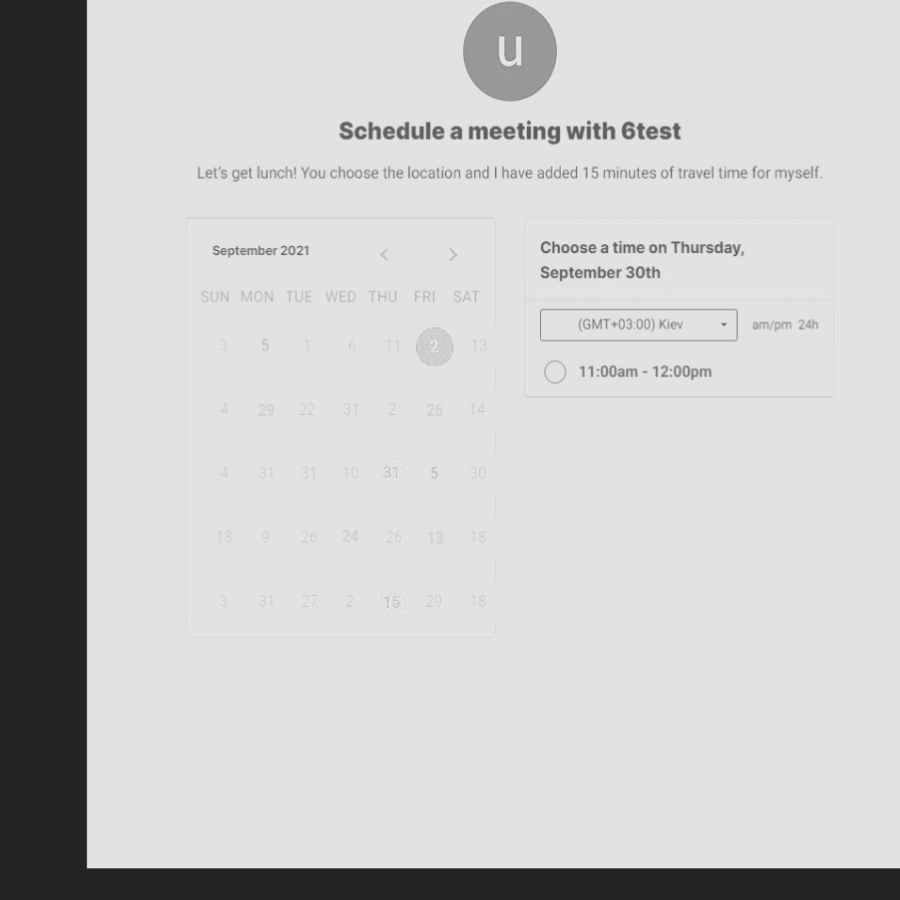 u
Schedule a meeting with 6test
Let's get lunch! You choose the location and I have added 15 minutes of travel time for myself.
September 2021
SUN MON TUE WED THU FRI SAT
3 5 1 6 11 2 13
4 29 22 31 2 26 14
4 31 31 10 31 5 30
18 9 26 24 26 13 18
3 31 27 2 15 29 18
Choose a time on Thursday,
September 30th
(GMT+03:00) Kiev am/pm 24h
11:00am - 12:00pm